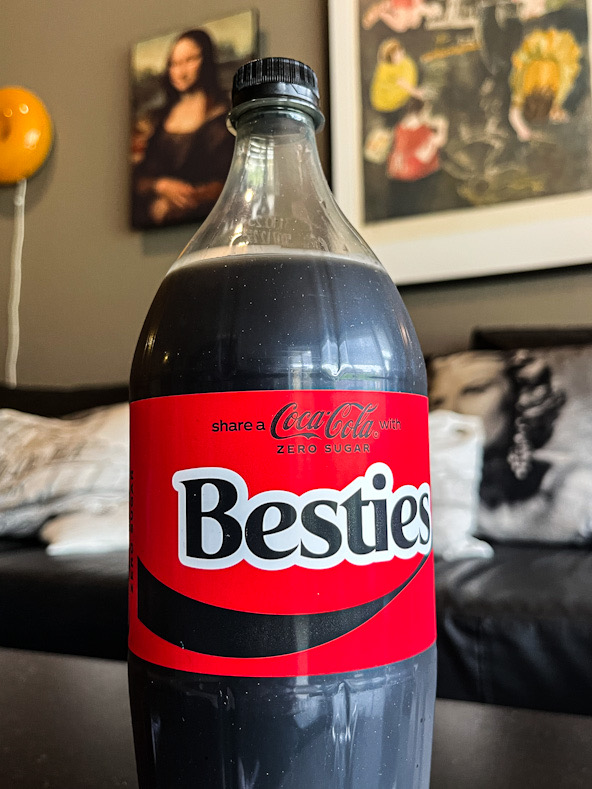 share a Coca-Cola with
ZERO SUGAR
Besties